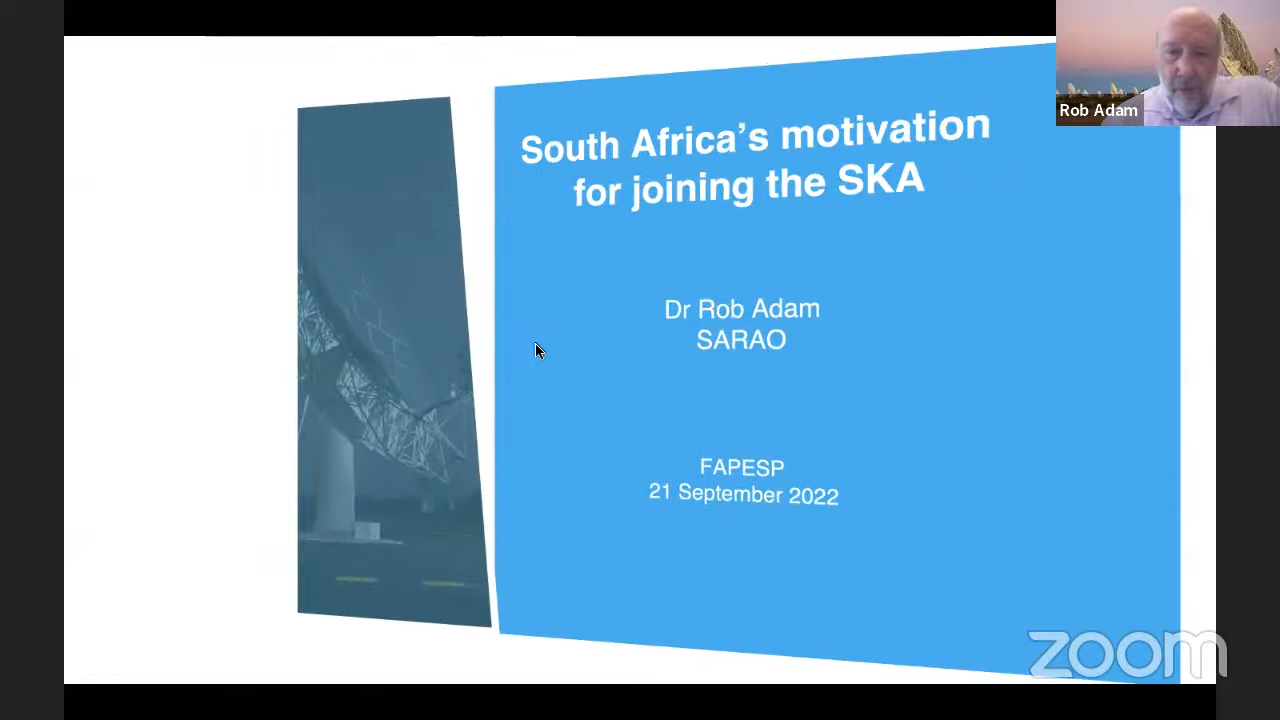 South Africa's motivation
for joining the SKA
Dr Rob Adam
SARAO
FAPESP
21 September 2022
Rob Adam
zoom